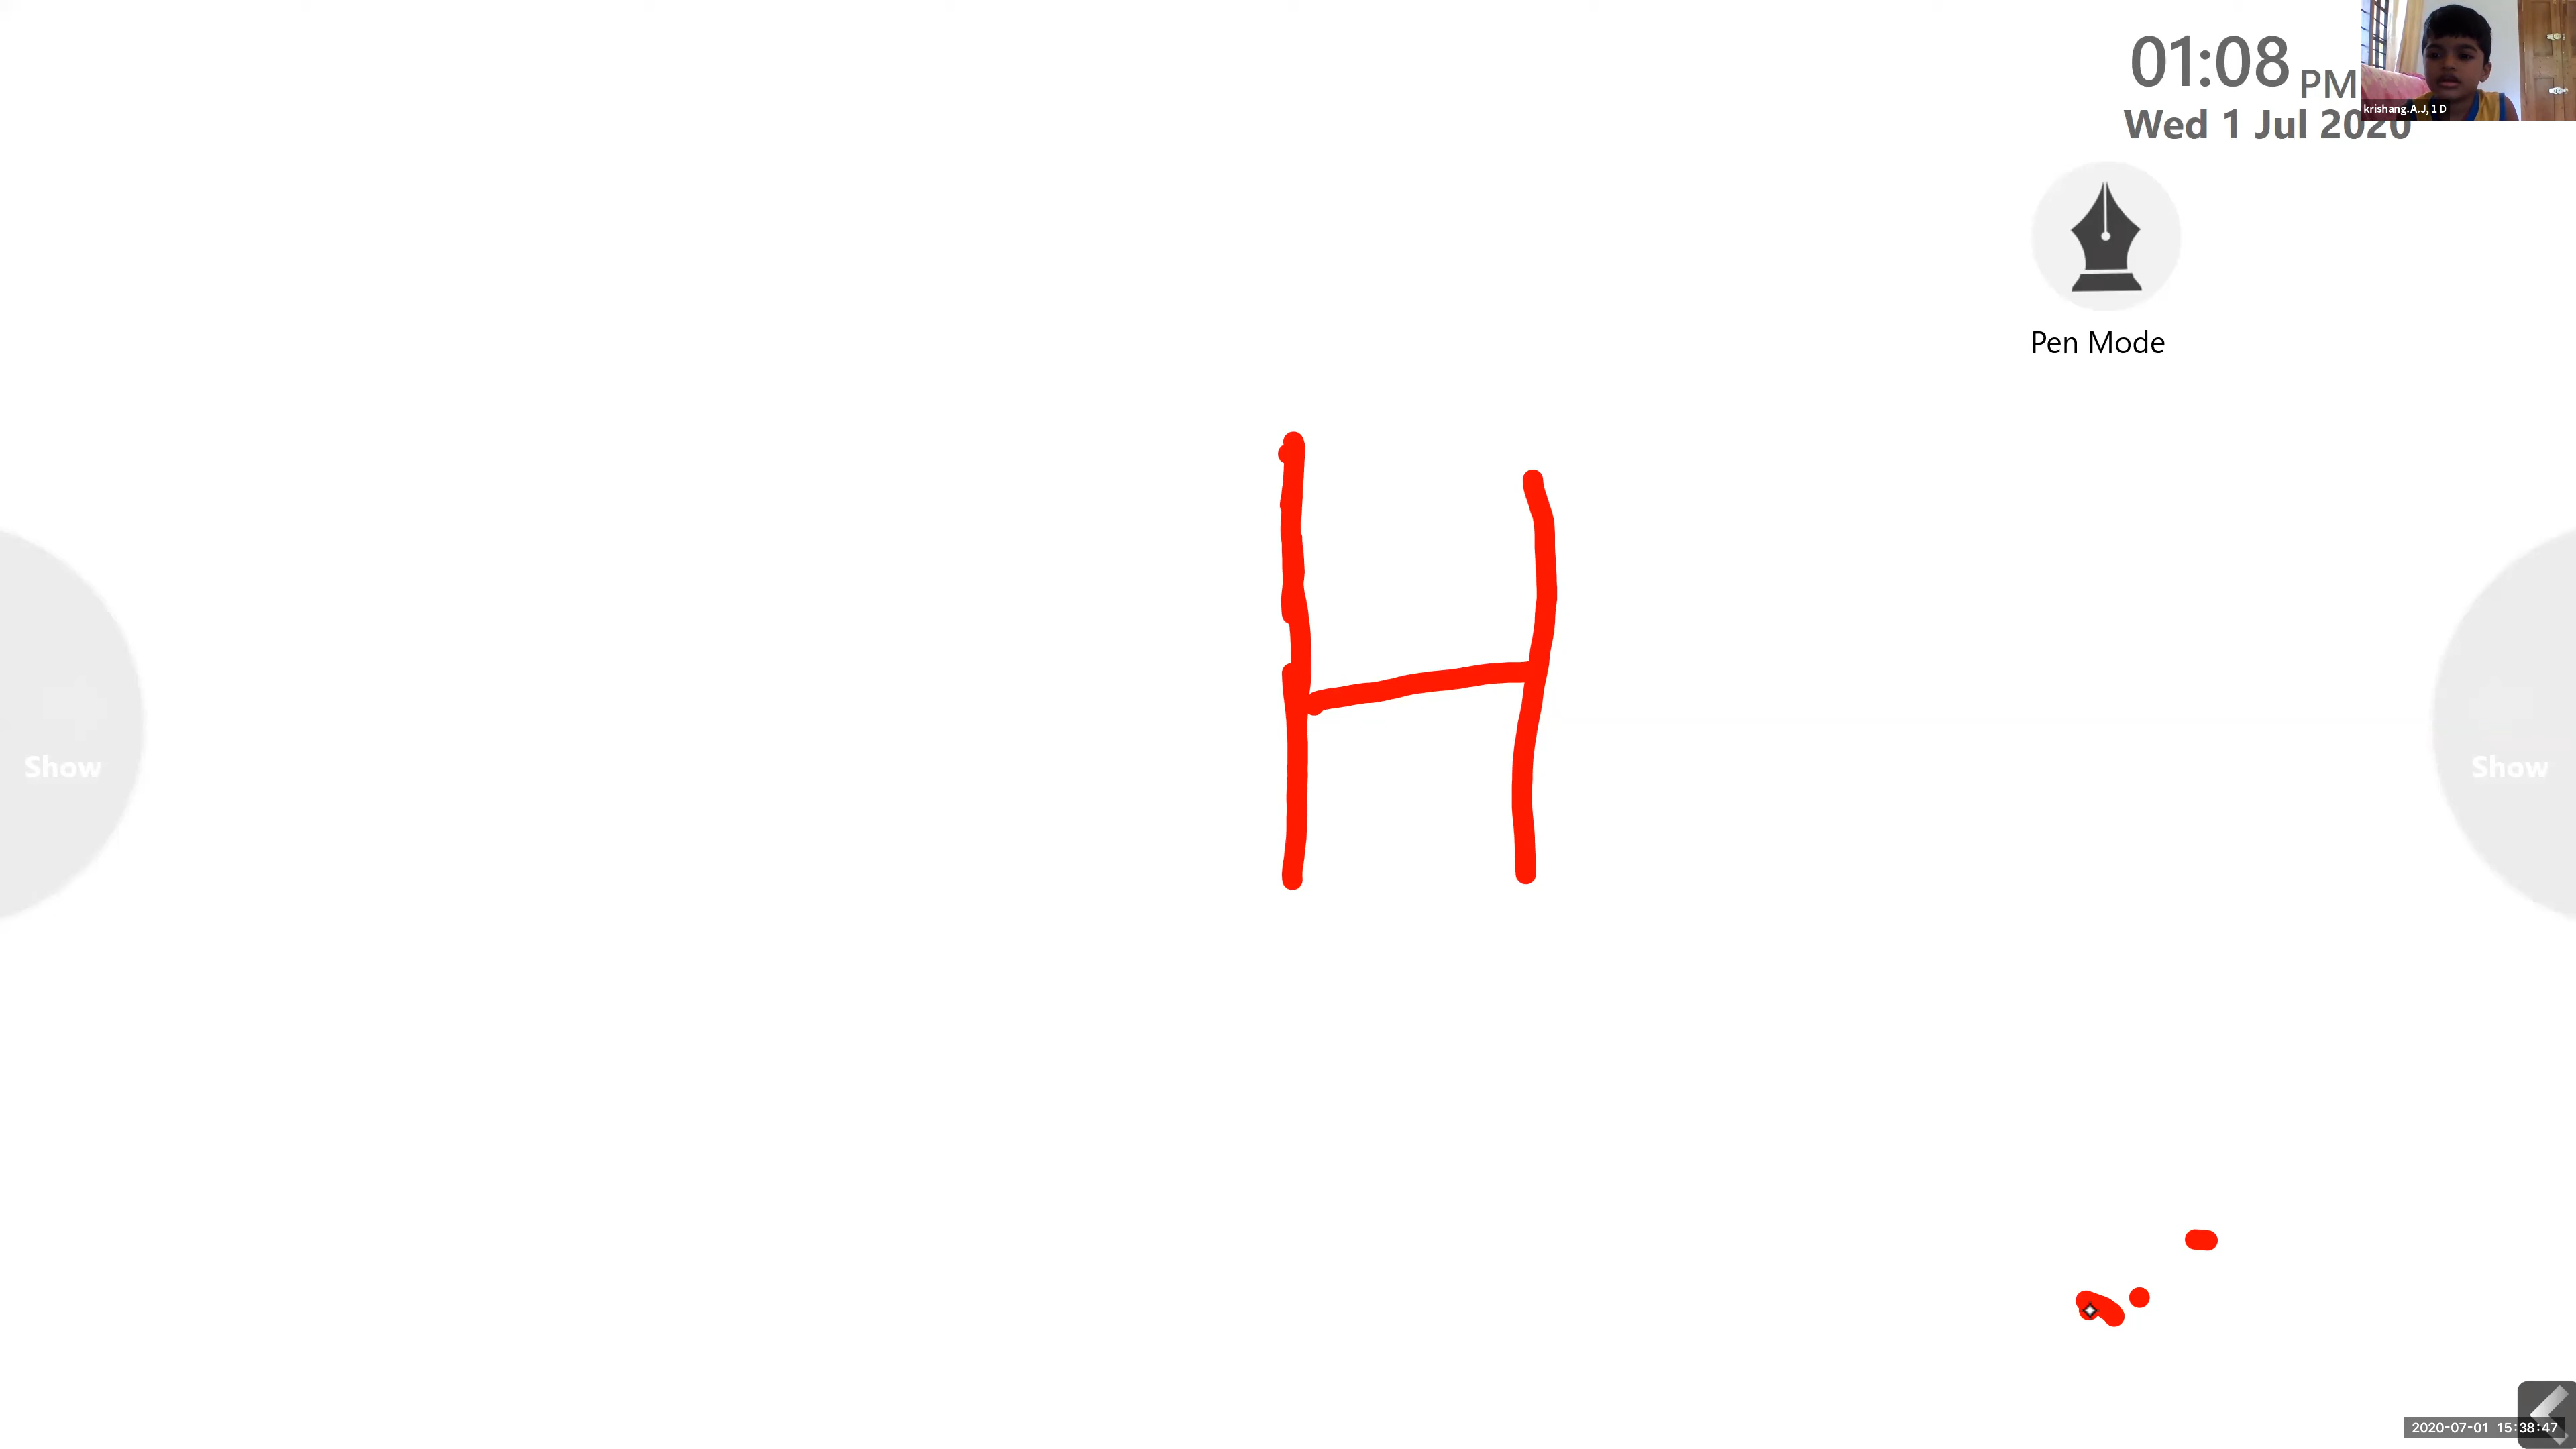 01:08 PM
Wed 1 Jul 2020
krishang.A.J, 1 D
Pen Mode
H
Show
Show
2020-07-01 15:38:47